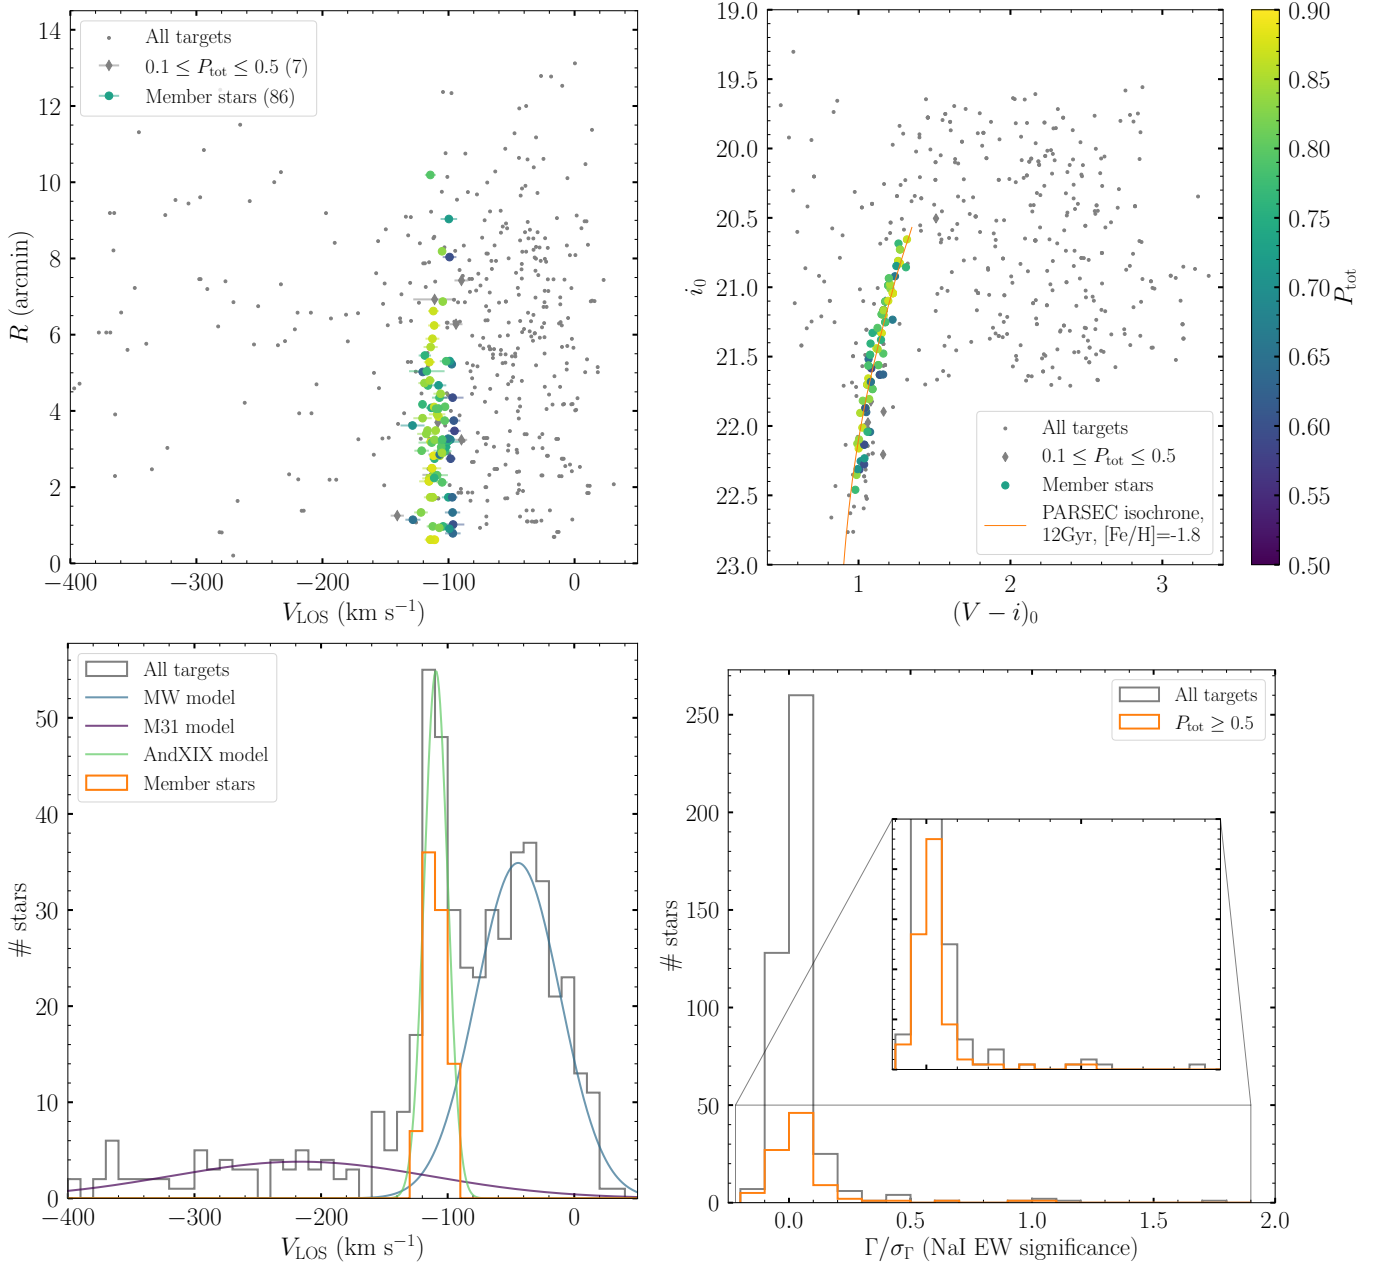 14
12
10
8
6
4
2
0
R (arcmin)
All targets
0.1 ≤ P_tot ≤ 0.5 (7)
Member stars (86)
−400
−300
−200
−100
0
V_LOS (km s⁻¹)
19.0
19.5
20.0
20.5
21.0
21.5
22.0
22.5
23.0
i₀
All targets
0.1 ≤ P_tot ≤ 0.5
Member stars
PARSEC isochrone,
12Gyr, [Fe/H]=-1.8
1
2
3
(V − i)₀
0.90
0.85
0.80
0.75
0.70
0.65
0.60
0.55
0.50
P_tot
50
40
30
20
10
0
# stars
All targets
MW model
M31 model
AndXIX model
Member stars
−400
−300
−200
−100
0
V_LOS (km s⁻¹)
250
200
150
100
50
0
# stars
All targets
P_tot ≥ 0.5
0.0
0.5
1.0
1.5
2.0
Γ/σ_Γ (NaI EW significance)